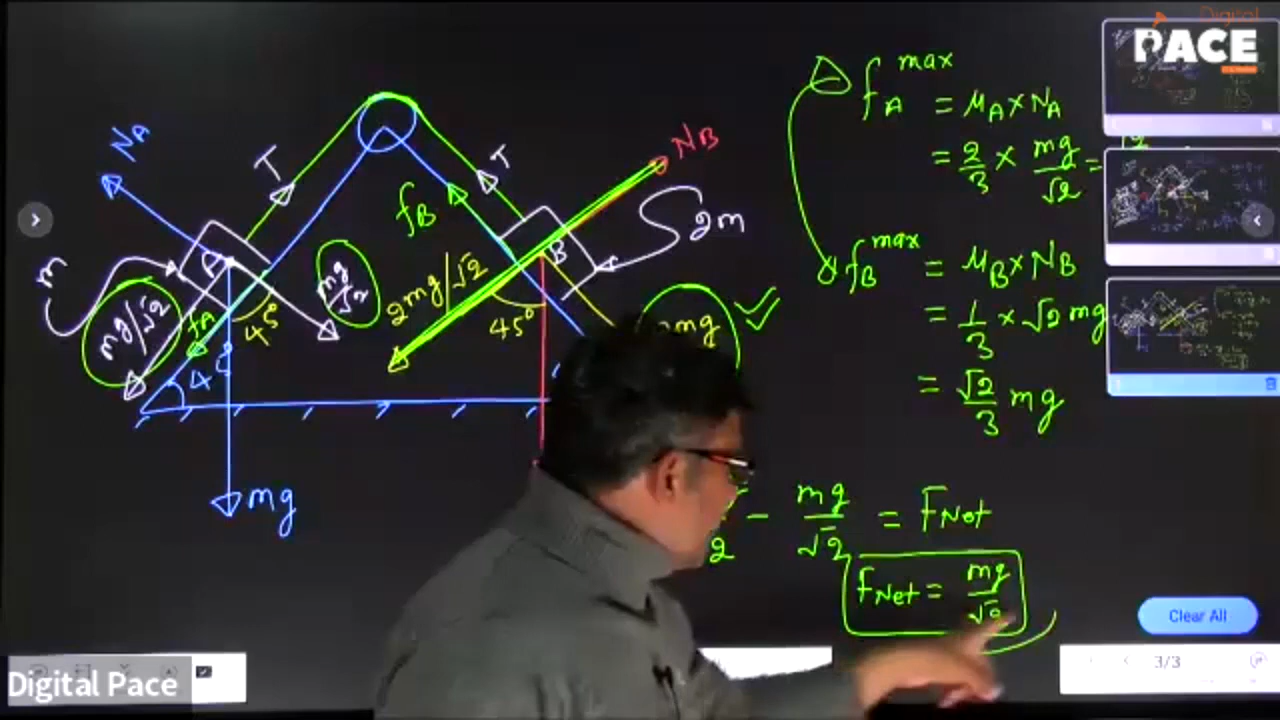 Digital
PACE
N_A
T
T
N_B
f_B
2m
m
A
B
mg/√2
mg/√2
2mg/√2
f_A
45°
45°
mg
f_A^max = μ_A × N_A
= 2/3 × mg/√2 =
f_B^max = μ_B × N_B
= 1/3 × √2 mg
= √2/3 mg
2 - mg/√2 = F_Net
F_Net = mg/
Clear All
3/3
Digital Pace